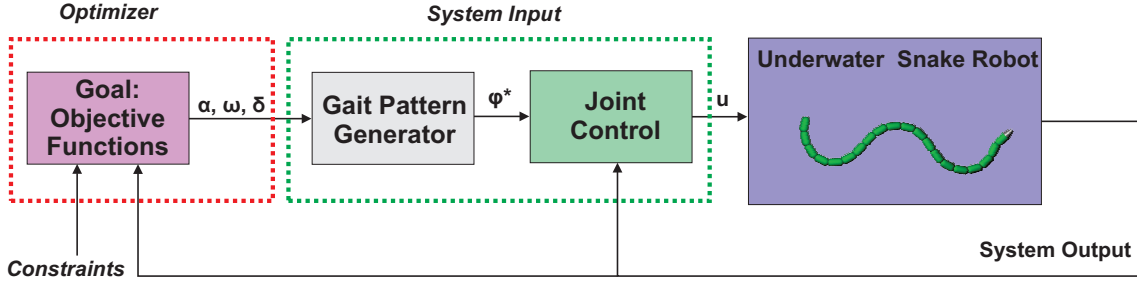 Optimizer
System Input
Goal:
Objective
Functions
α, ω, δ
Gait Pattern
Generator
φ*
Joint
Control
u
Underwater Snake Robot
Constraints
System Output